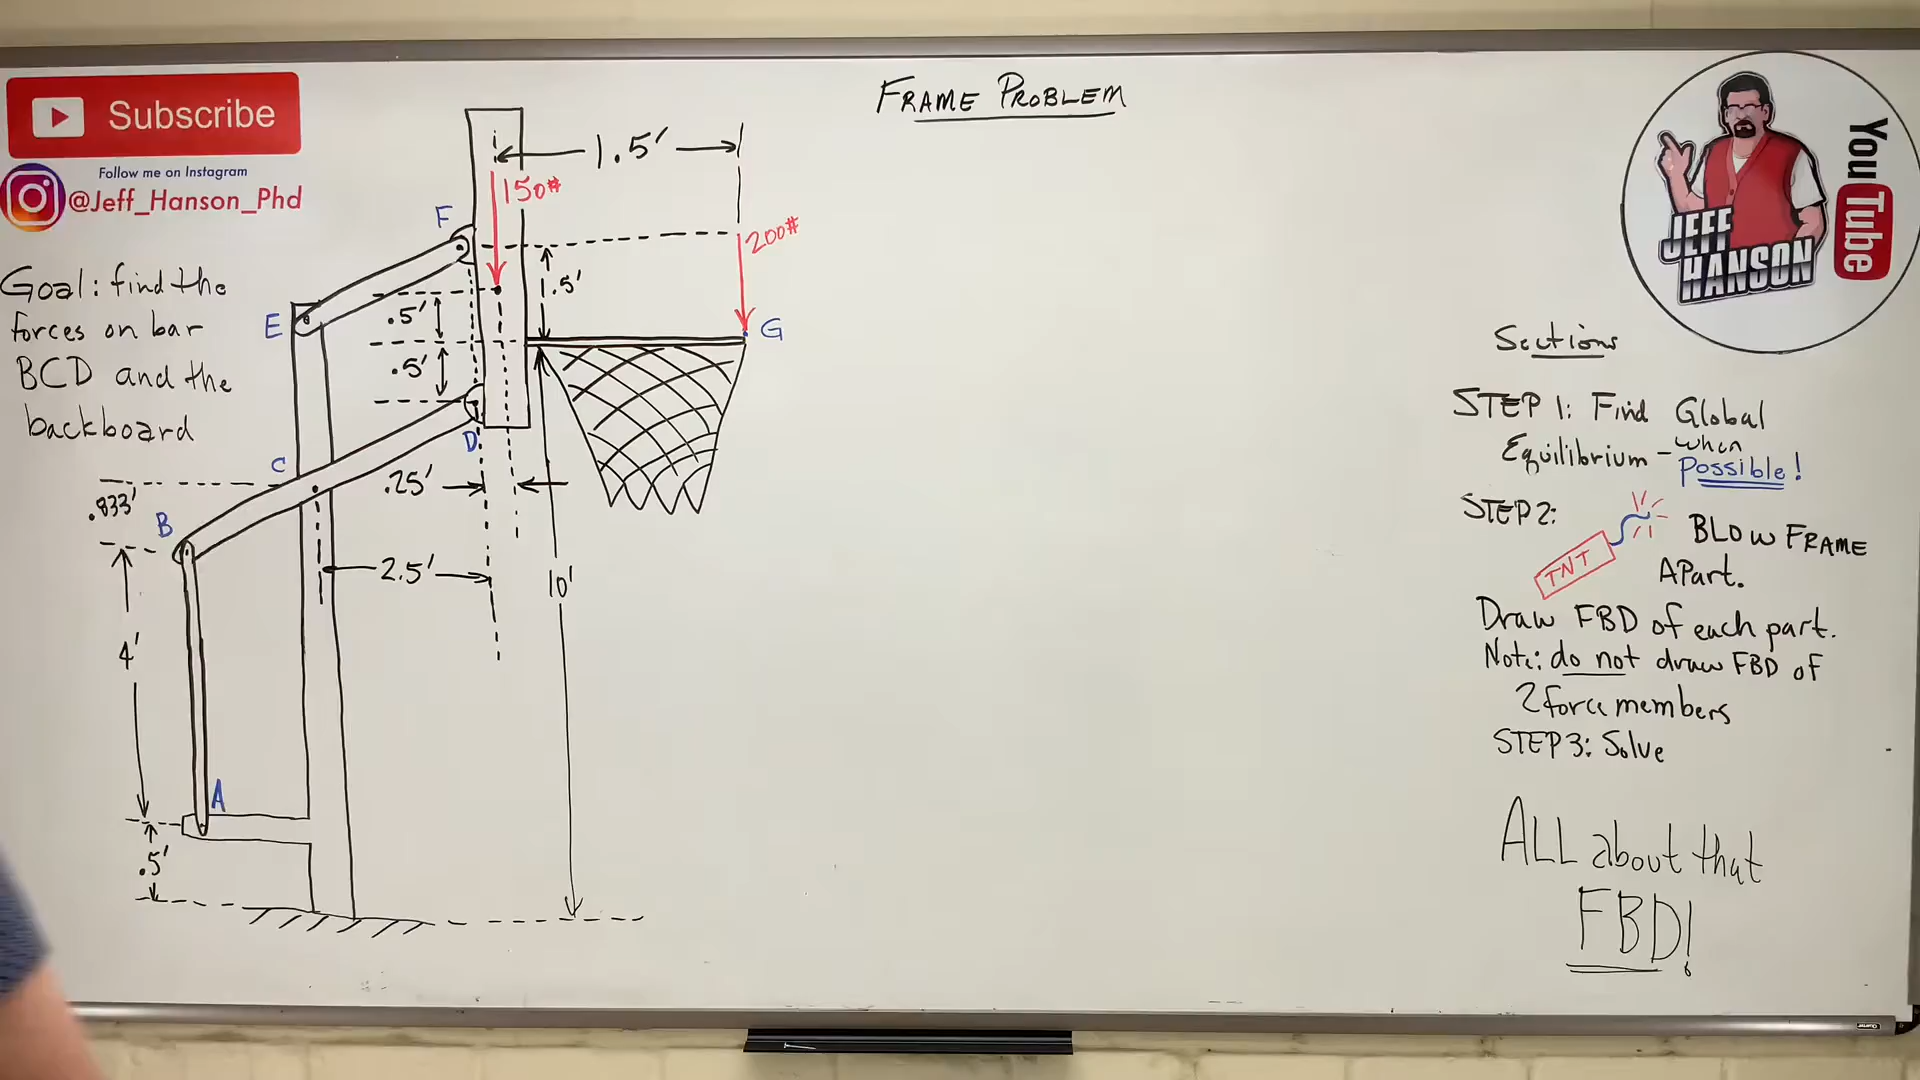 Subscribe
Follow me on Instagram
@Jeff_Hanson_Phd
Goal: find the
forces on bar
BCD and the
backboard
FRAME PROBLEM
1.5'
150#
200#
F
.5'
.5'
.5'
E
G
D
C
.25'
.833'
B
2.5'
10'
4'
A
.5'
JEFF
HANSON
YouTube
Sections
STEP 1: Find Global
Equilibrium - when
possible!
STEP 2:
TNT
BLOW FRAME
APart.
Draw FBD of each part.
Note: do not draw FBD of
2 force members
STEP 3: Solve
ALL about that
FBD!